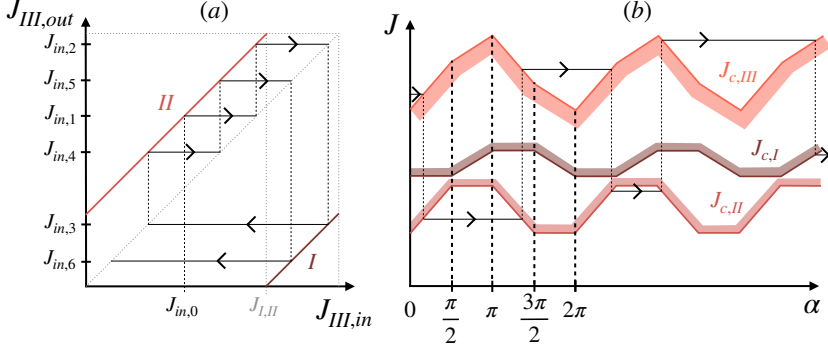 (a)
J_{III,out}
J_{in,2}
J_{in,5}
J_{in,1}
J_{in,4}
J_{in,3}
J_{in,6}
II
I
J_{in,0}
J_{I,II}
J_{III,in}
(b)
J
J_{c,III}
J_{c,I}
J_{c,II}
0
π/2
π
3π/2
2π
α